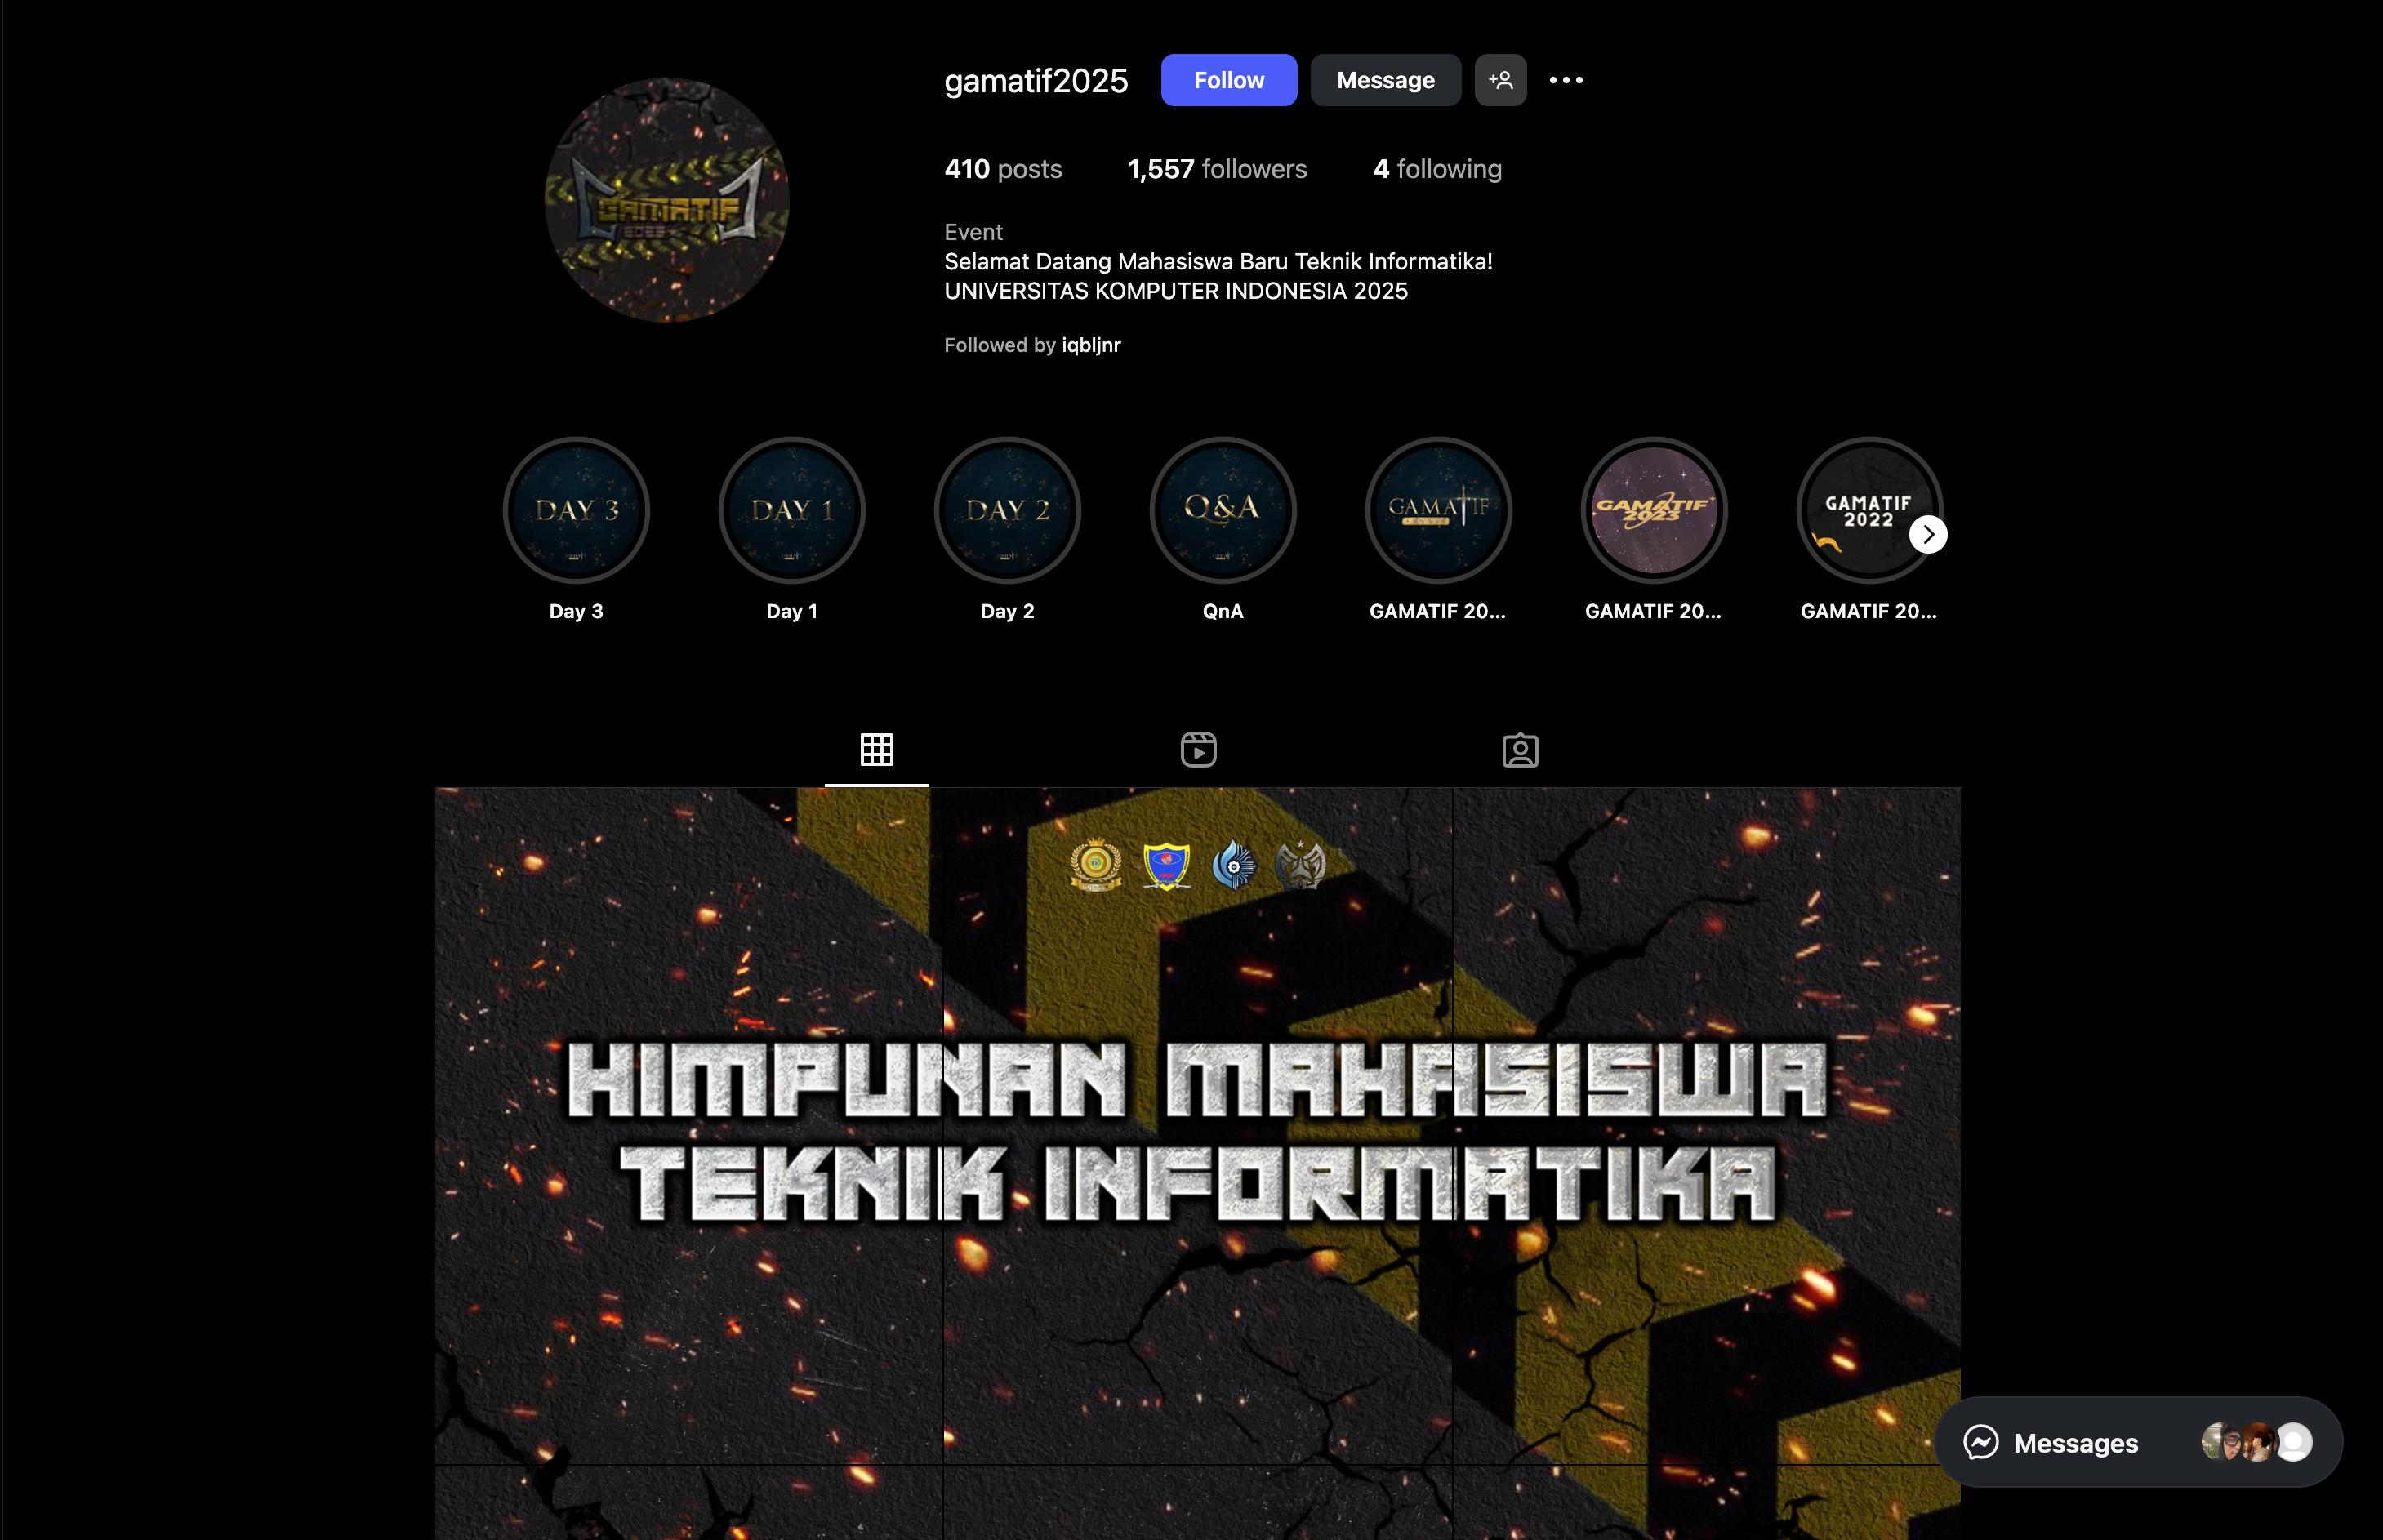 gamatif2025
Follow
Message
410 posts
1,557 followers
4 following
Event
Selamat Datang Mahasiswa Baru Teknik Informatika!
UNIVERSITAS KOMPUTER INDONESIA 2025
Followed by iqbljnr
GAMATIF
DAY 3
DAY 1
DAY 2
Q&A
GAMATIF
GAMATIF
2023
GAMATIF
2022
Day 3
Day 1
Day 2
QnA
GAMATIF 20...
GAMATIF 20...
GAMATIF 20...
HIMPUNAN MAHASISWA
TEKNIK INFORMATIKA
Messages